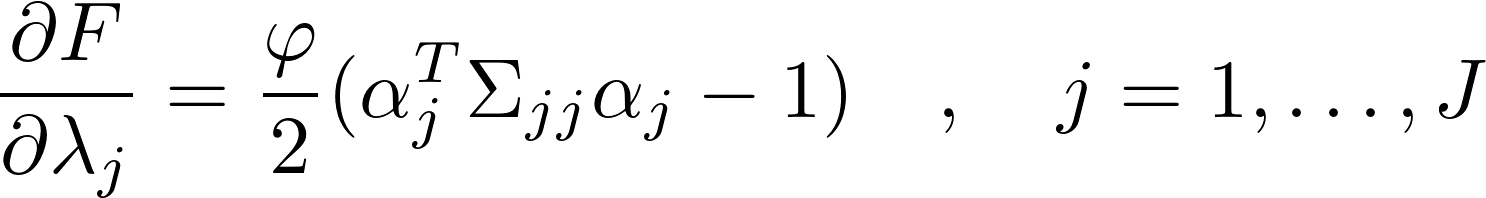 ∂F/∂λ_j = φ/2 (α_j^T Σ_jj α_j − 1) , j = 1, . . . , J